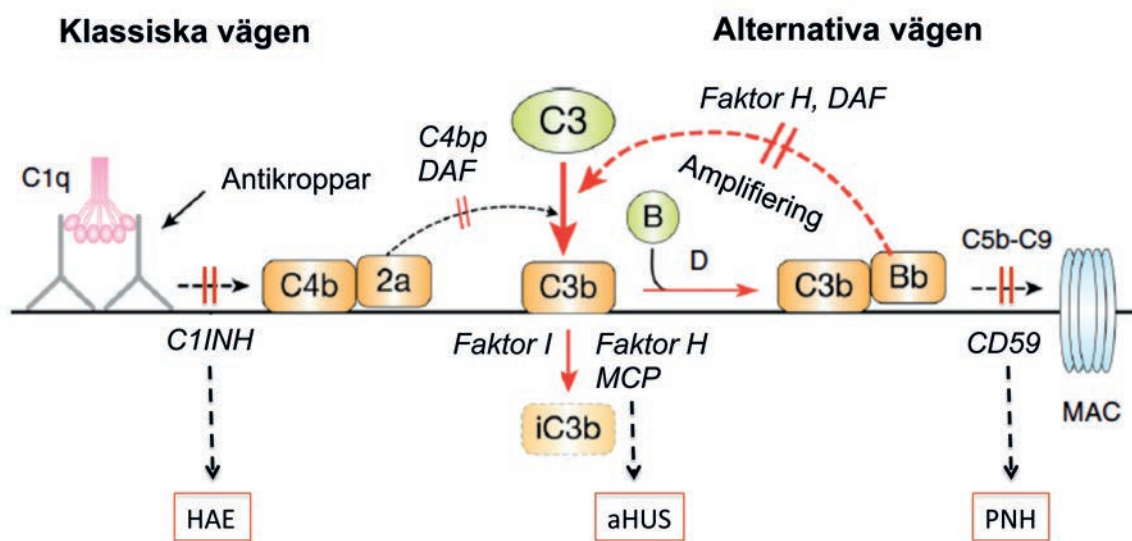 Klassiska vägen
Alternativa vägen
Faktor H, DAF
C3
C4bp
DAF
Amplifiering
C1q
Antikroppar
B
D
C5b-C9
C4b
2a
C3b
C3b
Bb
C1INH
Faktor I
Faktor H
MCP
CD59
MAC
iC3b
HAE
aHUS
PNH